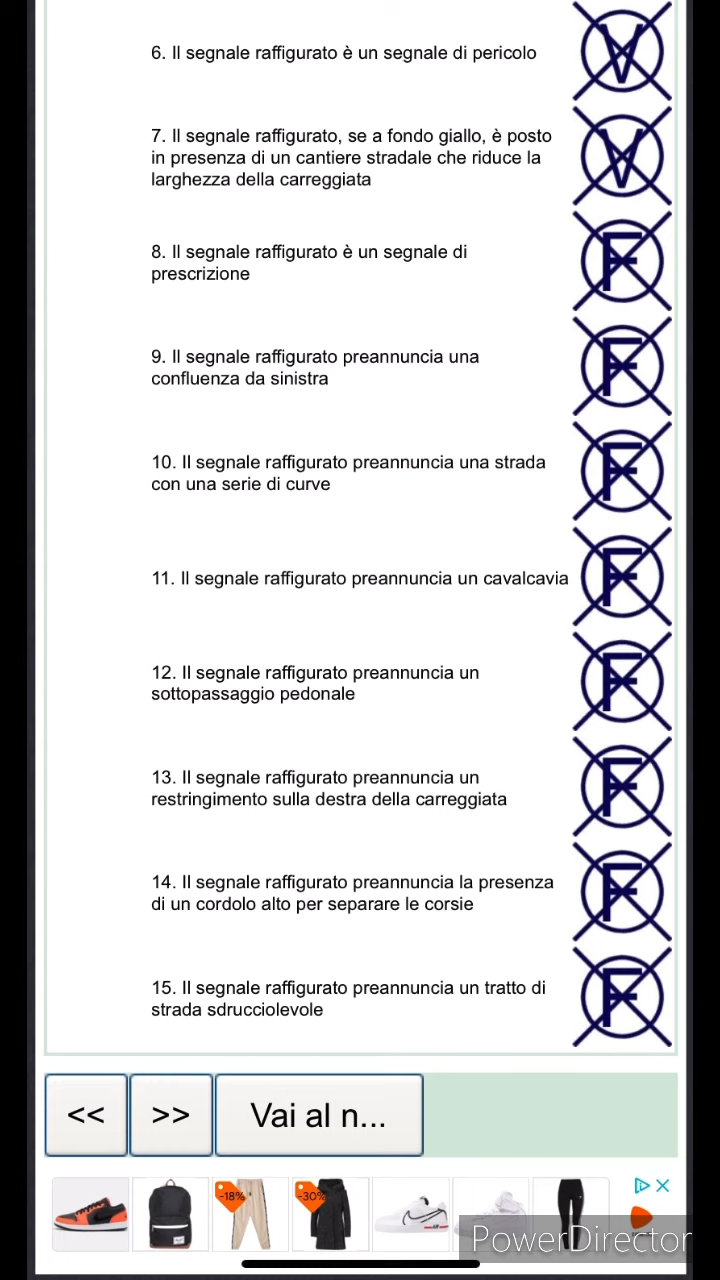 6. Il segnale raffigurato è un segnale di pericolo
V
7. Il segnale raffigurato, se a fondo giallo, è posto
in presenza di un cantiere stradale che riduce la
larghezza della carreggiata
V
8. Il segnale raffigurato è un segnale di
prescrizione
F
9. Il segnale raffigurato preannuncia una
confluenza da sinistra
F
10. Il segnale raffigurato preannuncia una strada
con una serie di curve
F
11. Il segnale raffigurato preannuncia un cavalcavia
F
12. Il segnale raffigurato preannuncia un
sottopassaggio pedonale
F
13. Il segnale raffigurato preannuncia un
restringimento sulla destra della carreggiata
F
14. Il segnale raffigurato preannuncia la presenza
di un cordolo alto per separare le corsie
F
15. Il segnale raffigurato preannuncia un tratto di
strada sdrucciolevole
F
<< >> Vai al n...
-18% -30%
PowerDirector